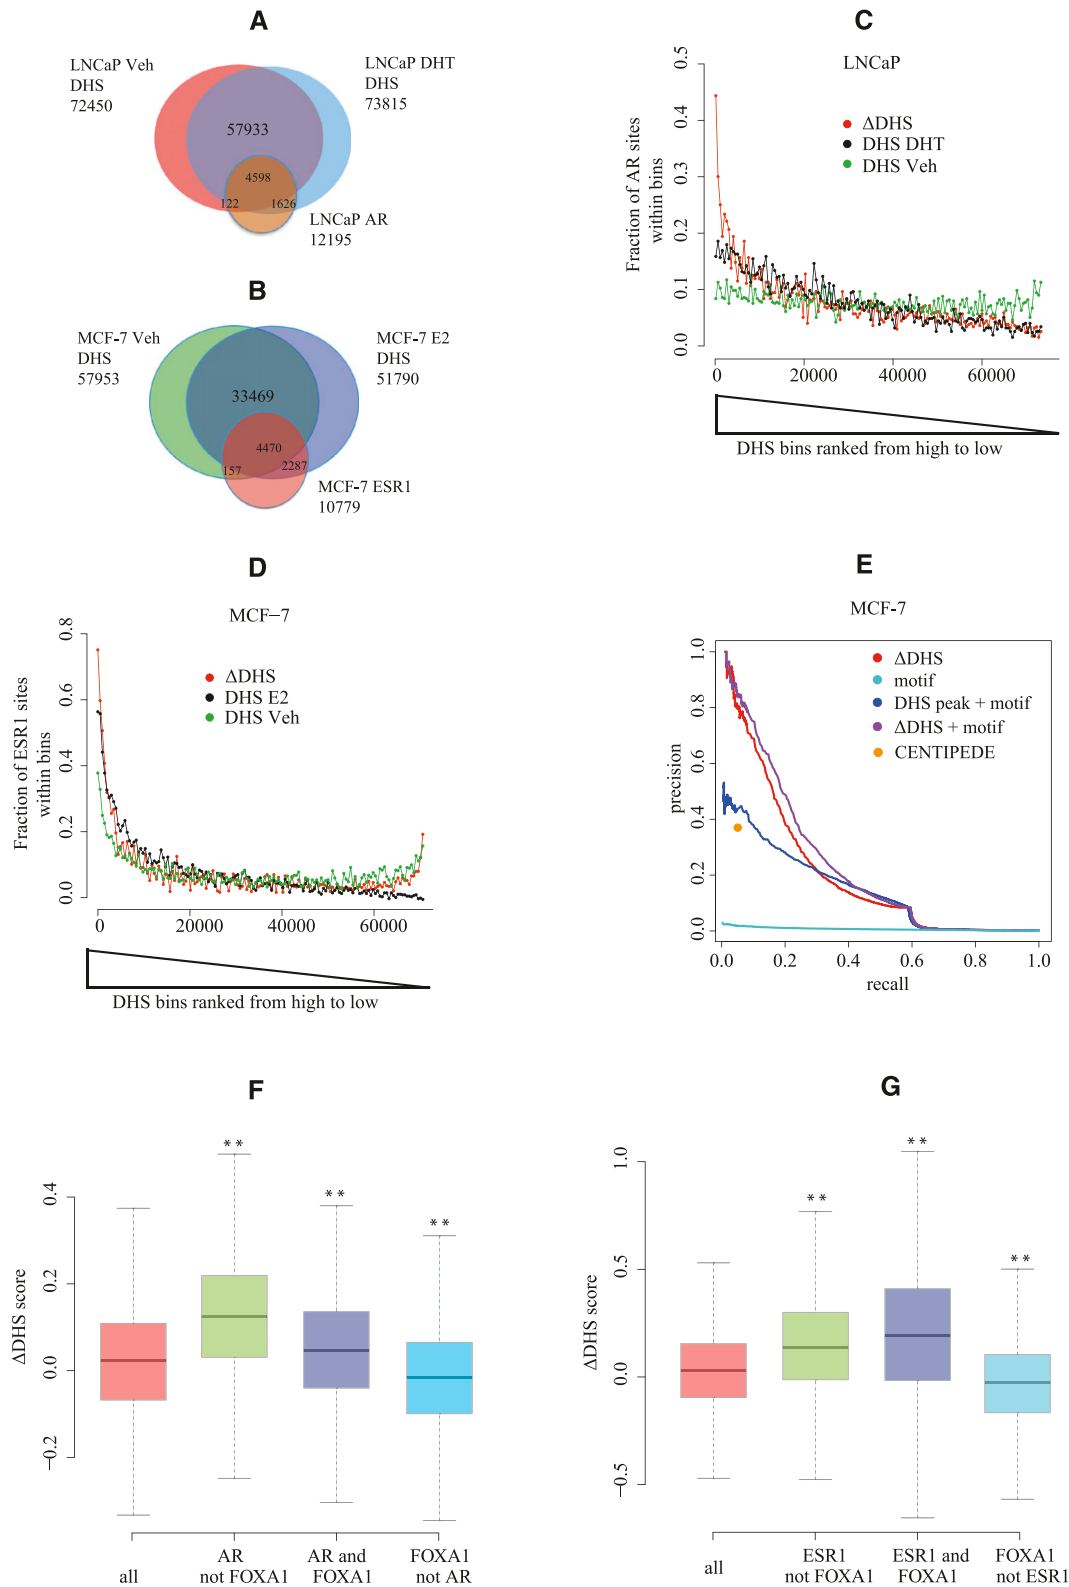 A
LNCaP Veh
DHS
72450
LNCaP DHT
DHS
73815
57933
4598
122
1626
LNCaP AR
12195
B
MCF-7 Veh
DHS
57953
MCF-7 E2
DHS
51790
33469
4470
157
2287
MCF-7 ESR1
10779
C
LNCaP
ΔDHS
DHS DHT
DHS Veh
Fraction of AR sites
within bins
0.5
0.4
0.3
0.2
0.1
0.0
0
20000
40000
60000
DHS bins ranked from high to low
D
MCF–7
ΔDHS
DHS E2
DHS Veh
Fraction of ESR1 sites
within bins
0.8
0.6
0.4
0.2
0.0
0
20000
40000
60000
DHS bins ranked from high to low
E
MCF-7
ΔDHS
motif
DHS peak + motif
ΔDHS + motif
CENTIPEDE
precision
1.0
0.8
0.6
0.4
0.2
0.0
0.0
0.2
0.4
0.6
0.8
1.0
recall
F
ΔDHS score
0.4
0.2
0.0
−0.2
**
**
**
all
AR
not FOXA1
AR and
FOXA1
FOXA1
not AR
G
ΔDHS score
1.0
0.5
0.0
−0.5
**
**
**
all
ESR1
not FOXA1
ESR1 and
FOXA1
FOXA1
not ESR1